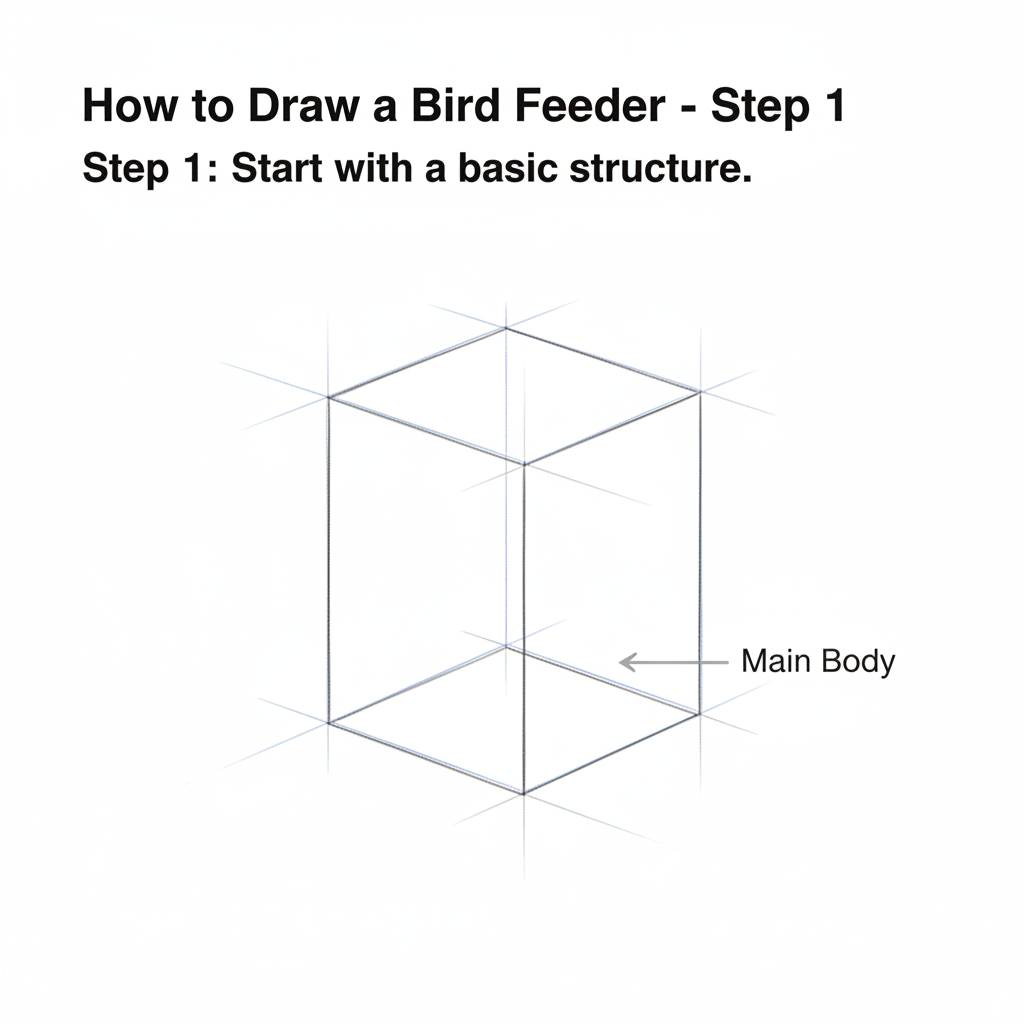 How to Draw a Bird Feeder - Step 1
Step 1: Start with a basic structure.
Main Body